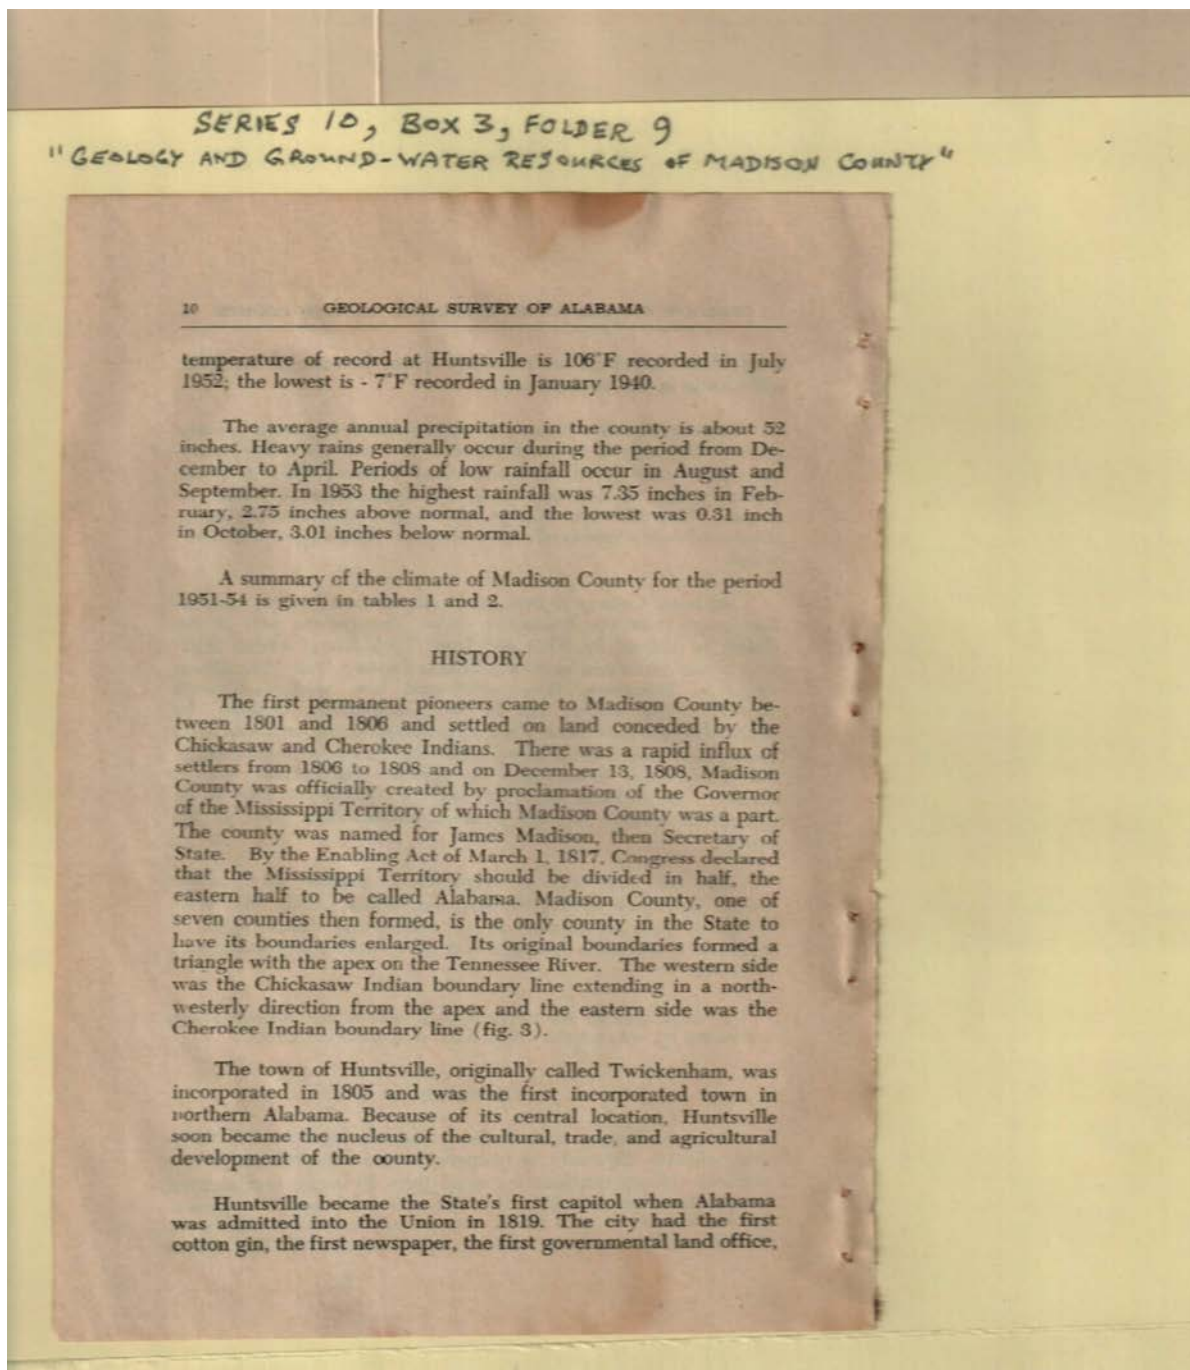 SERIES 10, BOX 3, FOLDER 9
"GEOLOGY AND GROUND-WATER RESOURCES OF MADISON COUNTY"
10 GEOLOGICAL SURVEY OF ALABAMA
temperature of record at Huntsville is 106°F recorded in July
1952; the lowest is - 7°F recorded in January 1940.
The average annual precipitation in the county is about 52
inches. Heavy rains generally occur during the period from De-
cember to April. Periods of low rainfall occur in August and
September. In 1953 the highest rainfall was 7.35 inches in Feb-
ruary, 2.75 inches above normal, and the lowest was 0.31 inch
in October, 3.01 inches below normal.
A summary of the climate of Madison County for the period
1951-54 is given in tables 1 and 2.
HISTORY
The first permanent pioneers came to Madison County be-
tween 1801 and 1806 and settled on land conceded by the
Chickasaw and Cherokee Indians. There was a rapid influx of
settlers from 1806 to 1808 and on December 13, 1808, Madison
County was officially created by proclamation of the Governor
of the Mississippi Territory of which Madison County was a part.
The county was named for James Madison, then Secretary of
State. By the Enabling Act of March 1, 1817, Congress declared
that the Mississippi Territory should be divided in half, the
eastern half to be called Alabama. Madison County, one of
seven counties then formed, is the only county in the State to
have its boundaries enlarged. Its original boundaries formed a
triangle with the apex on the Tennessee River. The western side
was the Chickasaw Indian boundary line extending in a north-
westerly direction from the apex and the eastern side was the
Cherokee Indian boundary line (fig. 3).
The town of Huntsville, originally called Twickenham, was
incorporated in 1805 and was the first incorporated town in
northern Alabama. Because of its central location, Huntsville
soon became the nucleus of the cultural, trade, and agricultural
development of the county.
Huntsville became the State's first capitol when Alabama
was admitted into the Union in 1819. The city had the first
cotton gin, the first newspaper, the first governmental land office,